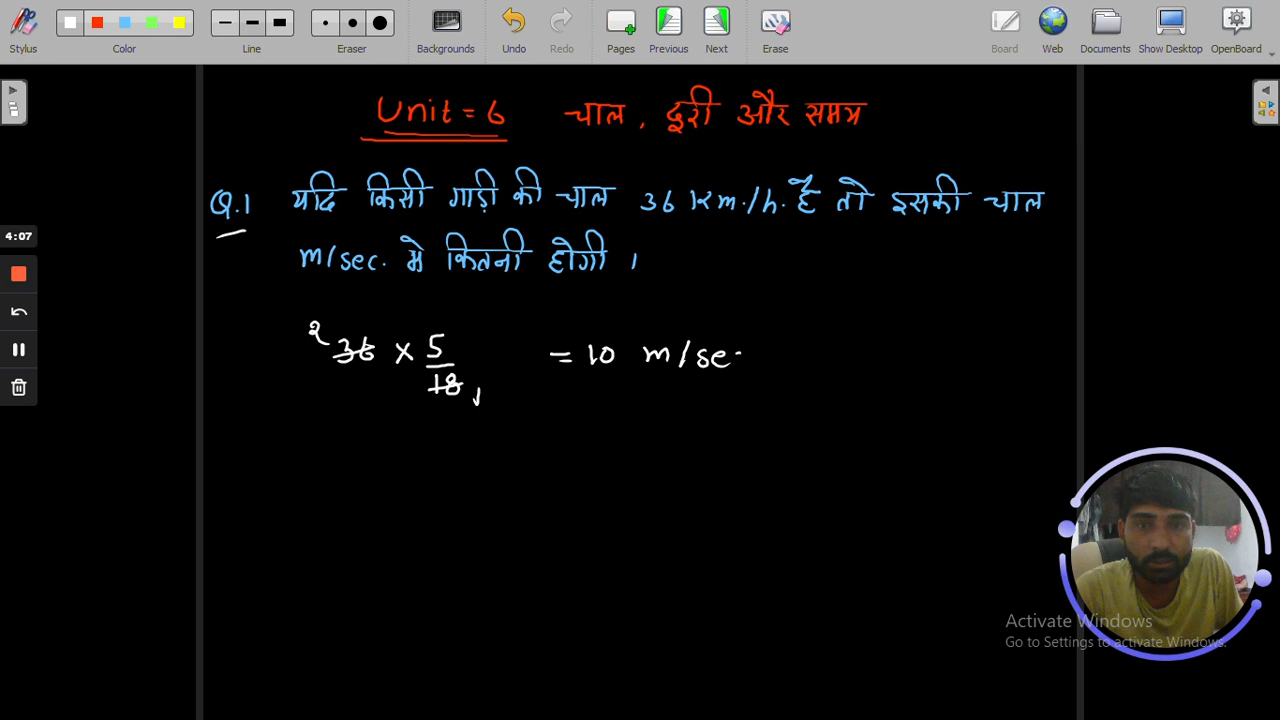 Stylus Color Line Eraser Backgrounds Undo Redo Pages Previous Next Erase Board Web Documents Show Desktop OpenBoard
Unit = 6 चाल, दूरी और समय
Q.1 यदि किसी गाड़ी की चाल 36 Km./h. है तो इसकी चाल
4:07
m/sec. मे कितनी होगी ।
2 36 × 5/18 1 = 10 m/se
Activate Windows
Go to Settings to activate Windows.